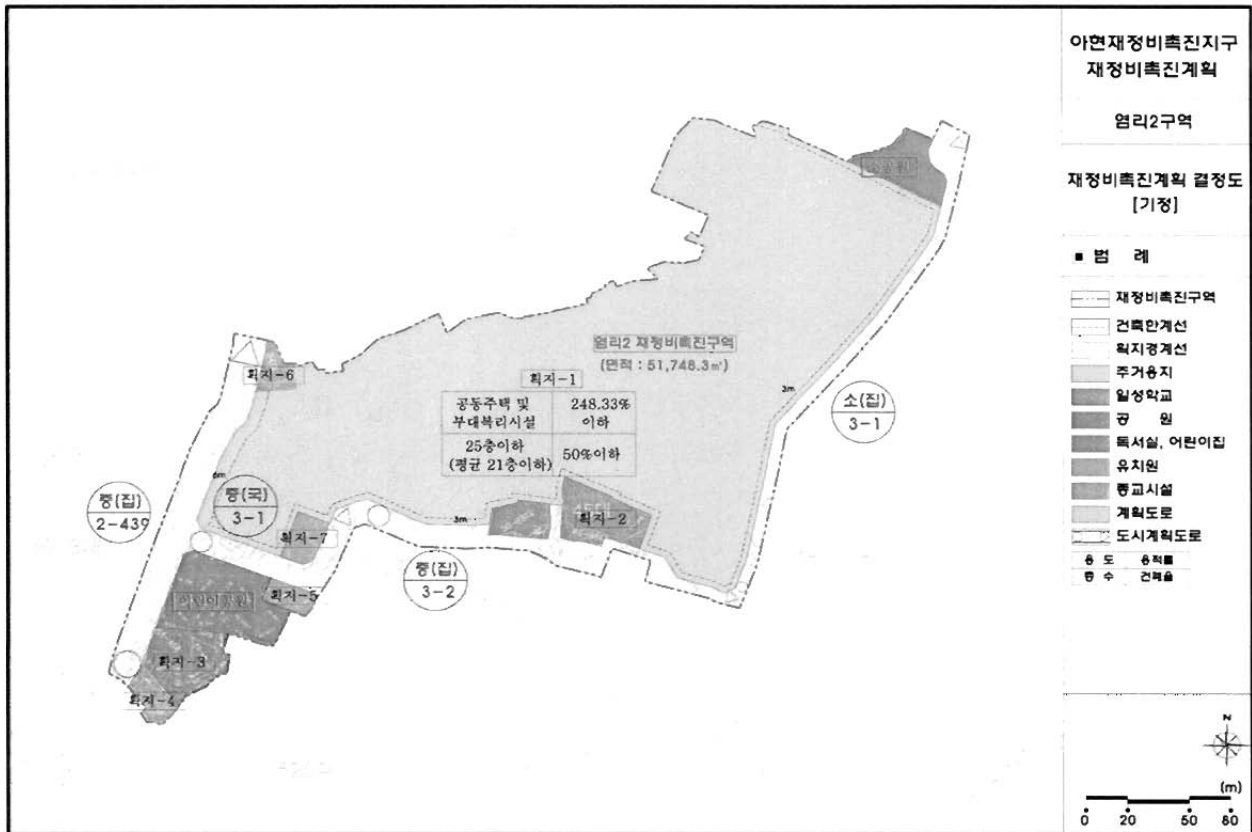 아현재정비촉진지구
재정비촉진계획
염리2구역
재정비촉진계획 결정도
[기정]
■ 범 례
재정비촉진구역
건축한계선
획지경계선
주거용지
일성학교
공 원
독서실, 어린이집
유치원
종교시설
계획도로
도시계획도로
용 도 용적률
층 수 건폐율
N
(m)
0 20 50 80
소공원
염리2 재정비촉진구역
(면적 : 51,748.3㎡)
획지-1
공동주택 및
부대복리시설
248.33%
이하
25층이하
(평균 21층이하)
50%이하
3m
소(집)
3-1
획지-6
6m
중(집)
2-439
중(국)
3-1
획지-7
3m
획지-2
중(집)
3-2
획지-5
어린이공원
획지-3
획지-4